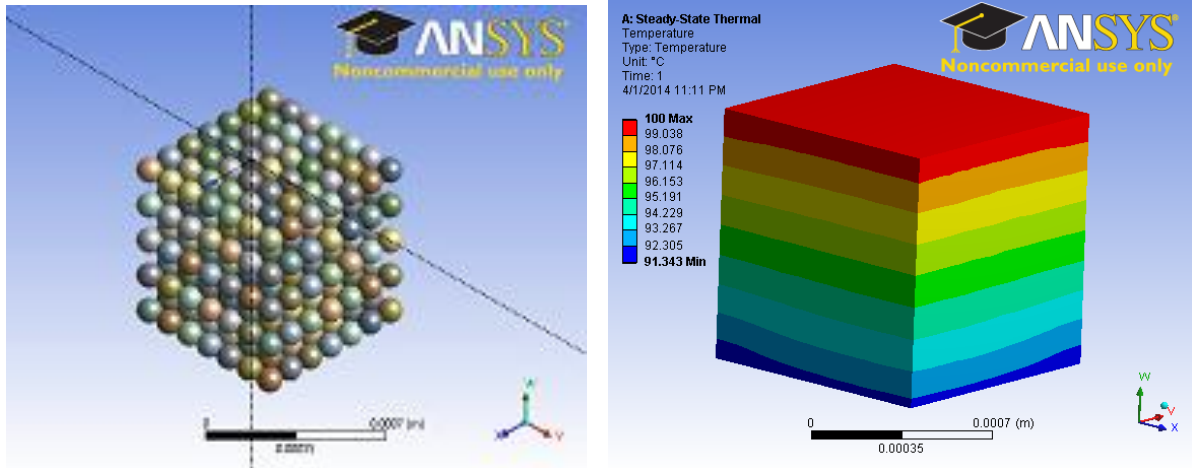 ANSYS
Noncommercial use only
0 0.0007 (m)
W
X
A: Steady-State Thermal
Temperature
Type: Temperature
Unit: °C
Time: 1
4/1/2014 11:11 PM
ANSYS®
Noncommercial use only
100 Max
99.038
98.076
97.114
96.153
95.191
94.229
93.267
92.305
91.343 Min
0 0.0007 (m)
0.00035
W
V
X